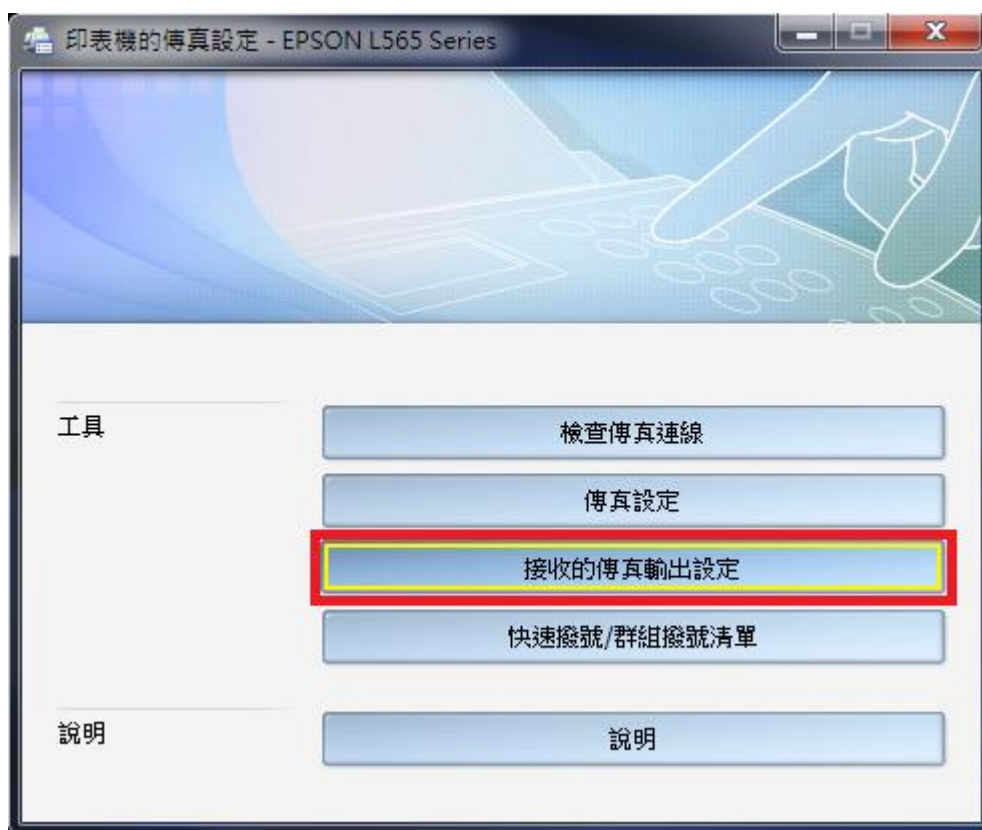 印表機的傳真設定 - EPSON L565 Series
工具
檢查傳真連線
傳真設定
接收的傳真輸出設定
快速撥號/群組撥號清單
說明
說明